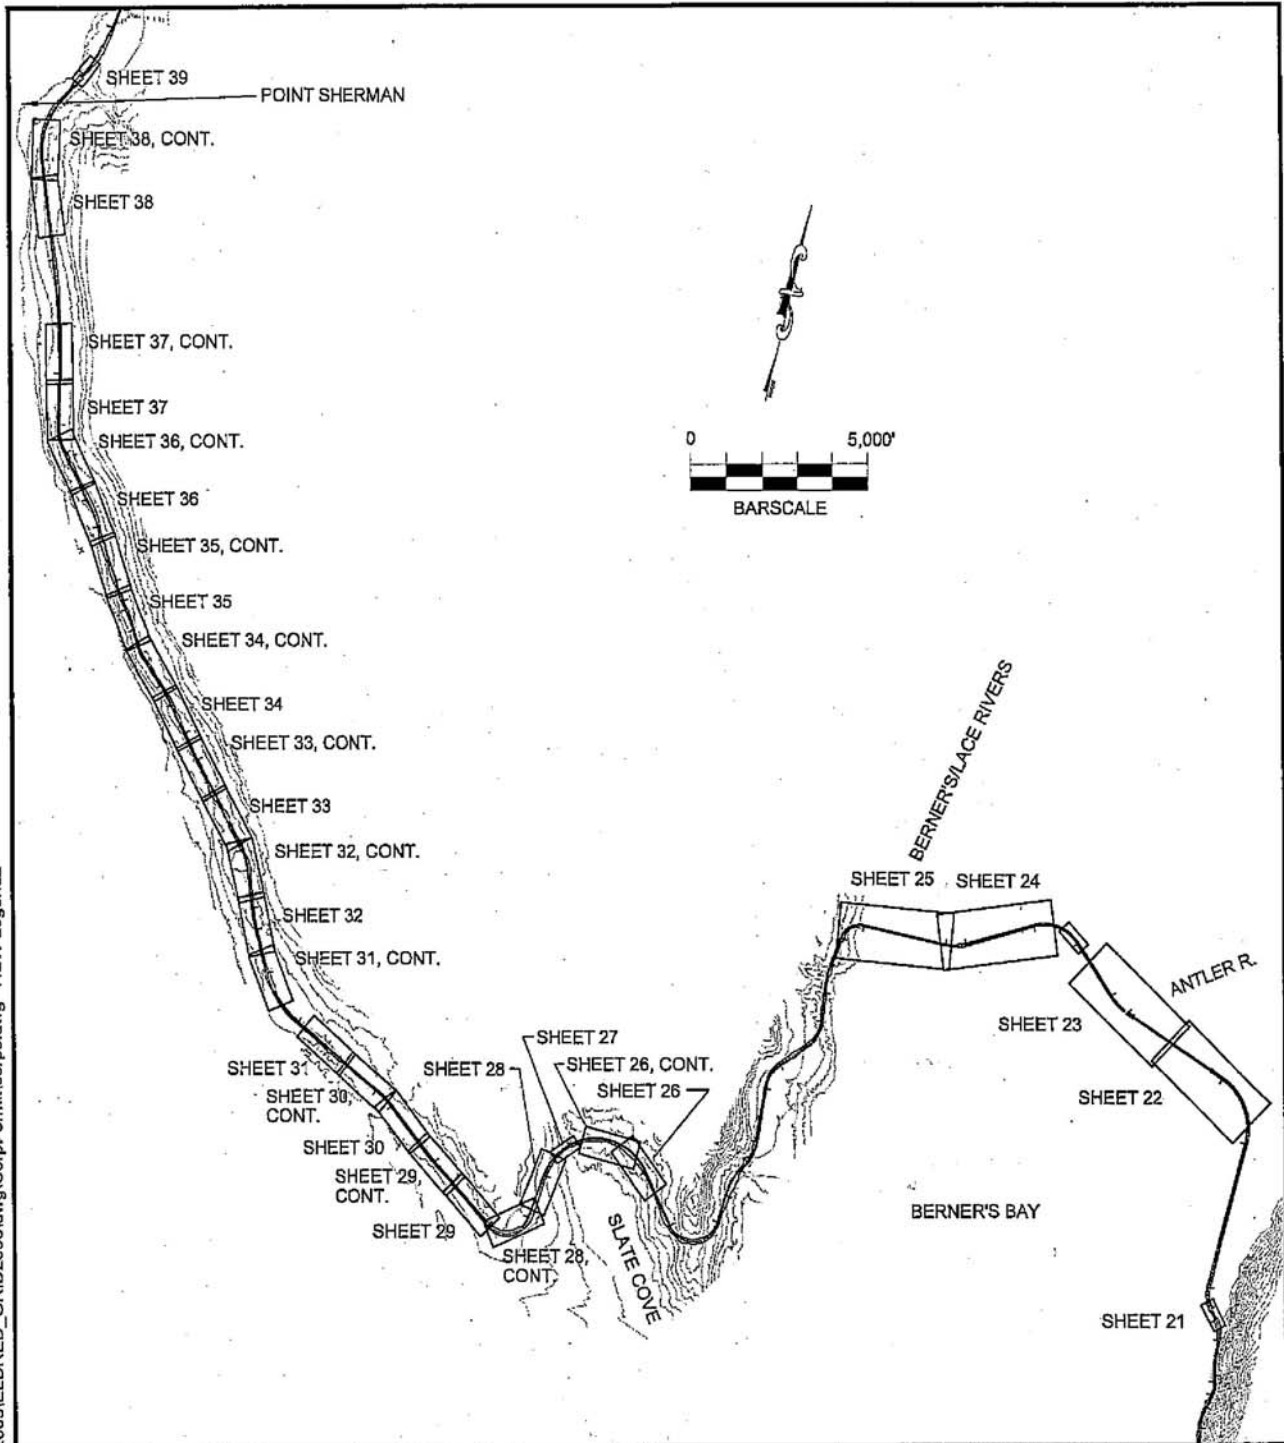 SHEET 39
POINT SHERMAN
SHEET 38, CONT.
SHEET 38
SHEET 37, CONT.
SHEET 37
SHEET 36, CONT.
SHEET 36
SHEET 35, CONT.
SHEET 35
SHEET 34, CONT.
SHEET 34
SHEET 33, CONT.
SHEET 33
SHEET 32, CONT.
SHEET 32
SHEET 31, CONT.
SHEET 31
SHEET 30,
CONT.
SHEET 30
SHEET 29,
CONT.
SHEET 29
SHEET 28,
CONT.
SHEET 28
SHEET 27
SHEET 26, CONT.
SHEET 26
SLATE COVE
0 5,000'
BARSCALE
BERNER'S/LACE RIVERS
SHEET 25
SHEET 24
ANTLER R.
SHEET 23
SHEET 22
BERNER'S BAY
SHEET 21